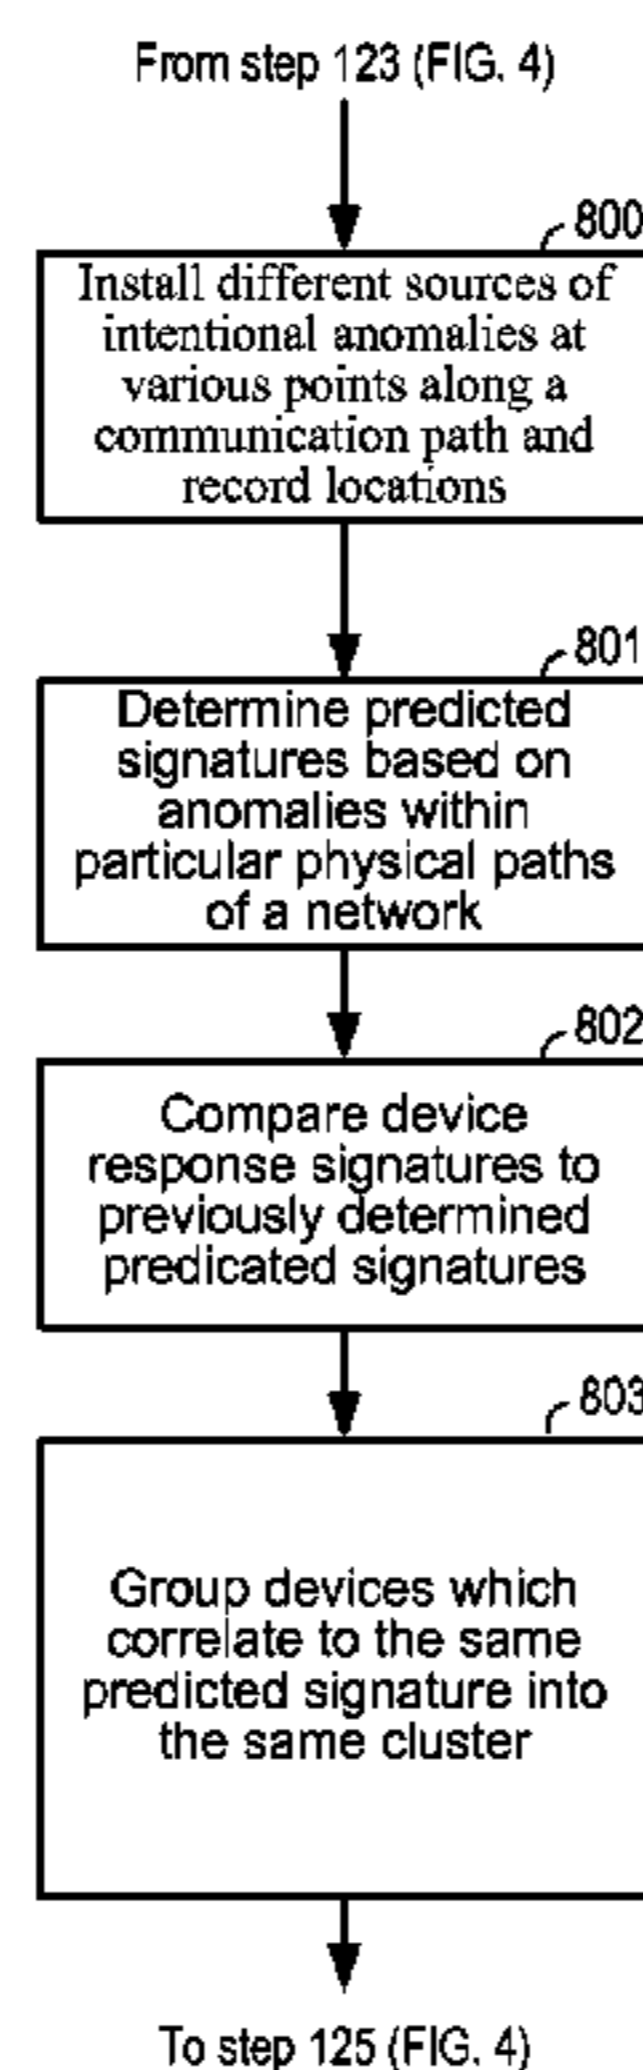 From step 123 (FIG. 4)
800
Install different sources of
intentional anomalies at
various points along a
communication path and
record locations
801
Determine predicted
signatures based on
anomalies within
particular physical paths
of a network
802
Compare device
response signatures to
previously determined
predicated signatures
803
Group devices which
correlate to the same
predicted signature into
the same cluster
To step 125 (FIG. 4)